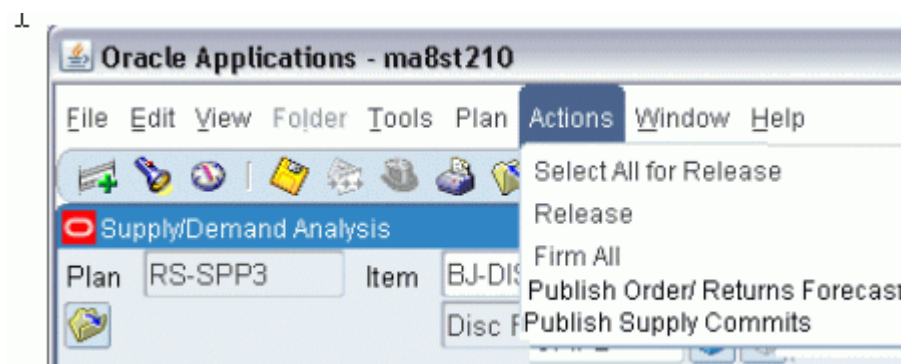 Oracle Applications - ma8st210
File Edit View Folder Tools Plan Actions Window Help
Select All for Release
Release
Supply/Demand Analysis
Firm All
Plan RS-SPP3 Item BJ-DIS
Publish Order/ Returns Forecast
Disc
Publish Supply Commits